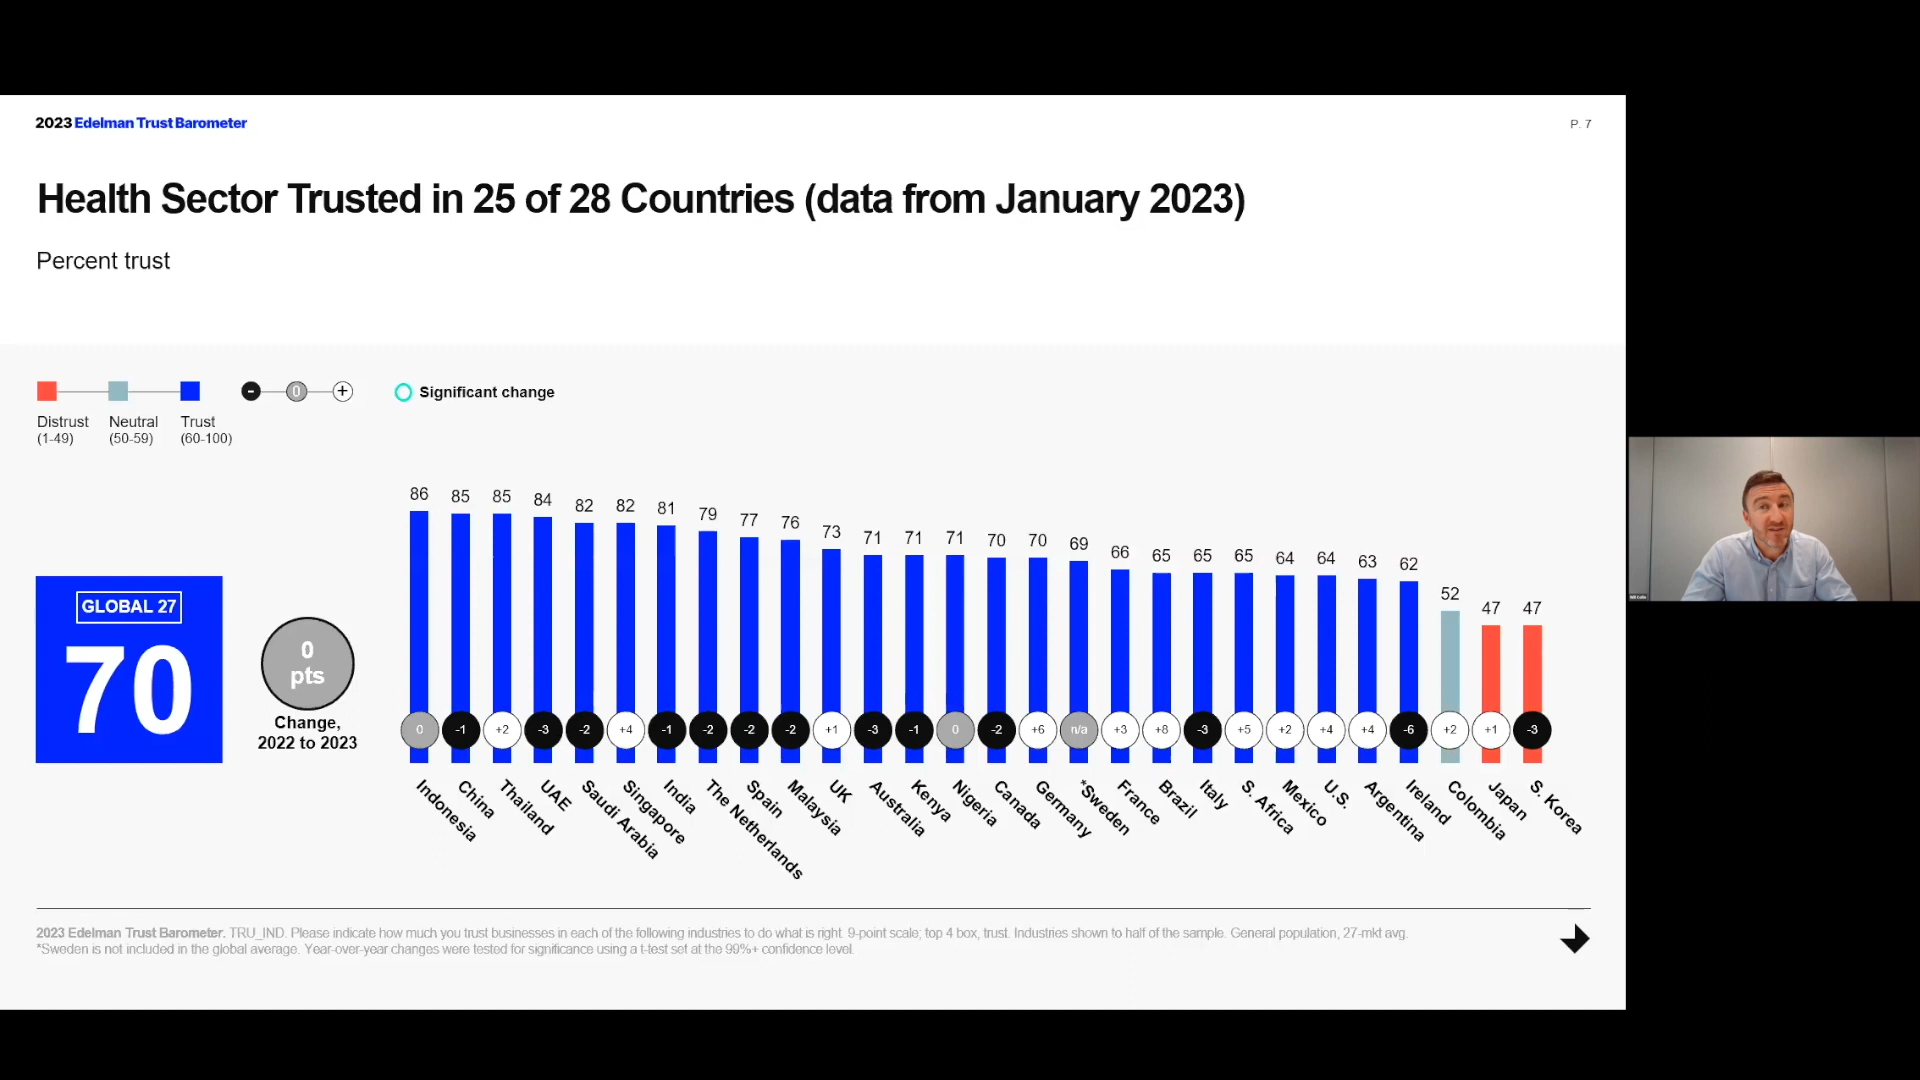 2023 Edelman Trust Barometer
P. 7
Health Sector Trusted in 25 of 28 Countries (data from January 2023)
Percent trust
- 0 +
Significant change
Distrust Neutral Trust
(1-49) (50-59) (60-100)
86 85 85 84 82 82 81 79 77 76 73 71 71 71 70 70 69 66 65 65 65 64 64 63 62 52 47 47
GLOBAL 27
70
0
pts
Change,
2022 to 2023
0 -1 +2 -3 -2 +4 -1 -2 -2 -2 +1 -3 -1 0 -2 +6 n/a +3 +8 -3 +5 +2 +4 +4 -6 +2 +1 -3
Indonesia
China
Thailand
UAE
Saudi Arabia
Singapore
India
The Netherlands
Spain
Malaysia
UK
Australia
Kenya
Nigeria
Canada
Germany
*Sweden
France
Brazil
Italy
S. Africa
Mexico
U.S.
Argentina
Ireland
Colombia
Japan
S. Korea
2023 Edelman Trust Barometer. TRU_IND. Please indicate how much you trust businesses in each of the following industries to do what is right. 9-point scale; top 4 box, trust. Industries shown to half of the sample. General population, 27-mkt avg.
*Sweden is not included in the global average. Year-over-year changes were tested for significance using a t-test set at the 99%+ confidence level.